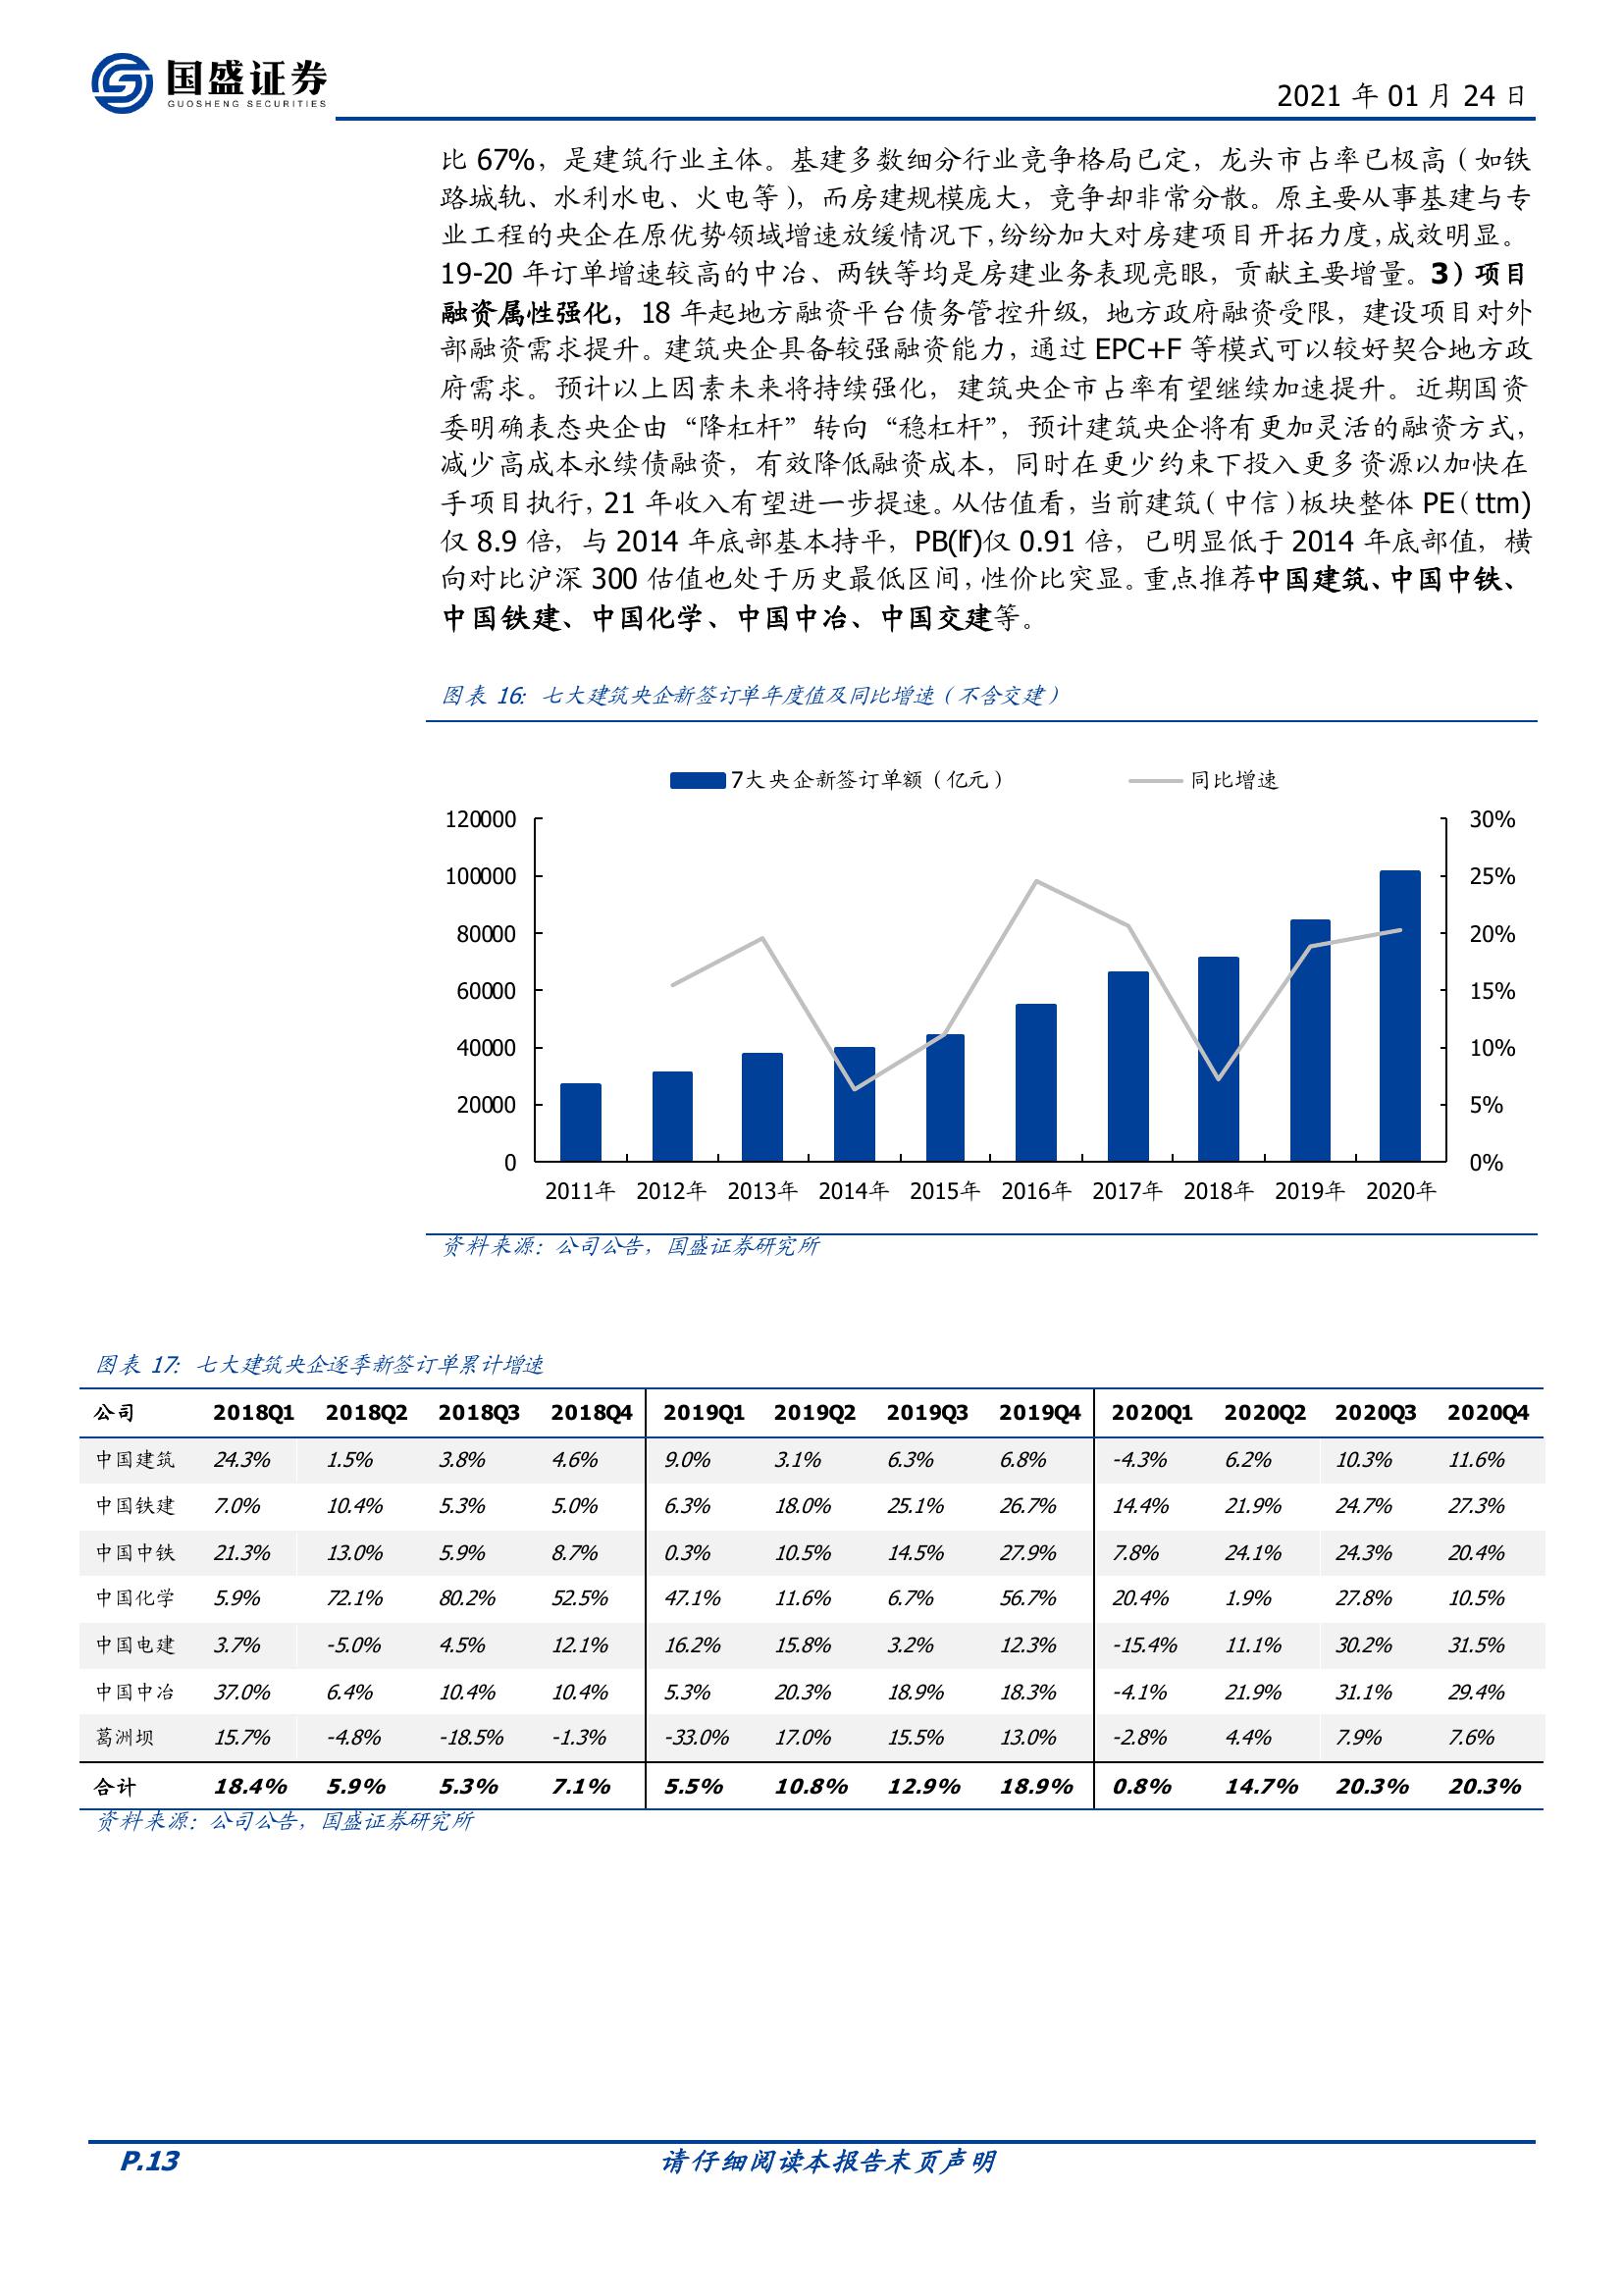 国盛证券
GUOSHENG SECURITIES
2021 年 01 月 24 日
比 67%，是建筑行业主体。基建多数细分行业竞争格局已定，龙头市占率已极高（如铁
路城轨、水利水电、火电等），而房建规模庞大，竞争却非常分散。原主要从事基建与专
业工程的央企在原优势领域增速放缓情况下，纷纷加大对房建项目开拓力度，成效明显。
19-20 年订单增速较高的中冶、两铁等均是房建业务表现亮眼，贡献主要增量。3）项目
融资属性强化，18 年起地方融资平台债务管控升级，地方政府融资受限，建设项目对外
部融资需求提升。建筑央企具备较强融资能力，通过 EPC+F 等模式可以较好契合地方政
府需求。预计以上因素未来将持续强化，建筑央企市占率有望继续加速提升。近期国资
委明确表态央企由“降杠杆”转向“稳杠杆”，预计建筑央企将有更加灵活的融资方式，
减少高成本永续债融资，有效降低融资成本，同时在更少约束下投入更多资源以加快在
手项目执行，21 年收入有望进一步提速。从估值看，当前建筑（中信）板块整体 PE（ttm)
仅 8.9 倍，与 2014 年底部基本持平，PB(lf)仅 0.91 倍，已明显低于 2014 年底部值，横
向对比沪深 300 估值也处于历史最低区间，性价比突显。重点推荐中国建筑、中国中铁、
中国铁建、中国化学、中国中冶、中国交建等。
图表 16：七大建筑央企新签订单年度值及同比增速（不含交建）
7大央企新签订单额（亿元） 同比增速
120000 30%
100000 25%
80000 20%
60000 15%
40000 10%
20000 5%
0 0%
2011年 2012年 2013年 2014年 2015年 2016年 2017年 2018年 2019年 2020年
资料来源：公司公告，国盛证券研究所
图表 17：七大建筑央企逐季新签订单累计增速
公司 2018Q1 2018Q2 2018Q3 2018Q4 2019Q1 2019Q2 2019Q3 2019Q4 2020Q1 2020Q2 2020Q3 2020Q4
中国建筑 24.3% 1.5% 3.8% 4.6% 9.0% 3.1% 6.3% 6.8% -4.3% 6.2% 10.3% 11.6%
中国铁建 7.0% 10.4% 5.3% 5.0% 6.3% 18.0% 25.1% 26.7% 14.4% 21.9% 24.7% 27.3%
中国中铁 21.3% 13.0% 5.9% 8.7% 0.3% 10.5% 14.5% 27.9% 7.8% 24.1% 24.3% 20.4%
中国化学 5.9% 72.1% 80.2% 52.5% 47.1% 11.6% 6.7% 56.7% 20.4% 1.9% 27.8% 10.5%
中国电建 3.7% -5.0% 4.5% 12.1% 16.2% 15.8% 3.2% 12.3% -15.4% 11.1% 30.2% 31.5%
中国中冶 37.0% 6.4% 10.4% 10.4% 5.3% 20.3% 18.9% 18.3% -4.1% 21.9% 31.1% 29.4%
葛洲坝 15.7% -4.8% -18.5% -1.3% -33.0% 17.0% 15.5% 13.0% -2.8% 4.4% 7.9% 7.6%
合计 18.4% 5.9% 5.3% 7.1% 5.5% 10.8% 12.9% 18.9% 0.8% 14.7% 20.3% 20.3%
资料来源：公司公告，国盛证券研究所
P.13 请仔细阅读本报告末页声明